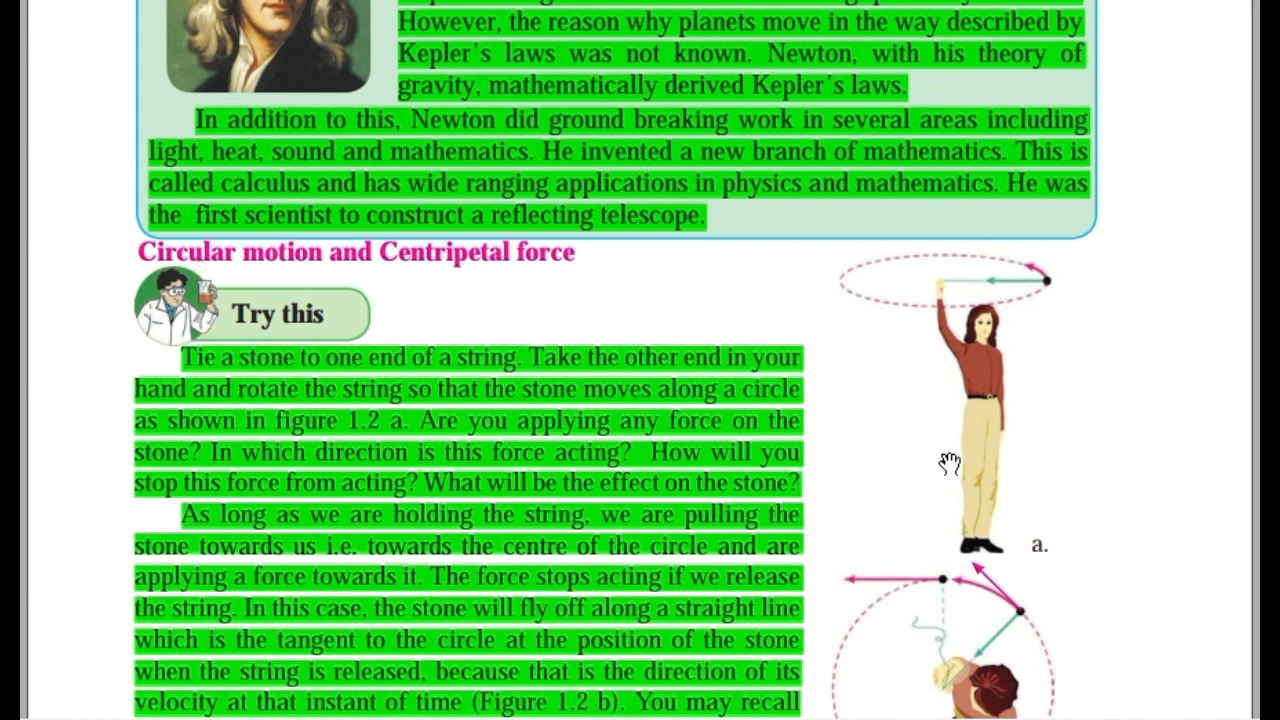 However, the reason why planets move in the way described by
Kepler's laws was not known. Newton, with his theory of
gravity, mathematically derived Kepler's laws.
In addition to this, Newton did ground breaking work in several areas including
light, heat, sound and mathematics. He invented a new branch of mathematics. This is
called calculus and has wide ranging applications in physics and mathematics. He was
the first scientist to construct a reflecting telescope.
Circular motion and Centripetal force
Try this
Tie a stone to one end of a string. Take the other end in your
hand and rotate the string so that the stone moves along a circle
as shown in figure 1.2 a. Are you applying any force on the
stone? In which direction is this force acting? How will you
stop this force from acting? What will be the effect on the stone?
As long as we are holding the string, we are pulling the
stone towards us i.e. towards the centre of the circle and are
applying a force towards it. The force stops acting if we release
the string. In this case, the stone will fly off along a straight line
which is the tangent to the circle at the position of the stone
when the string is released, because that is the direction of its
velocity at that instant of time (Figure 1.2 b). You may recall
a.